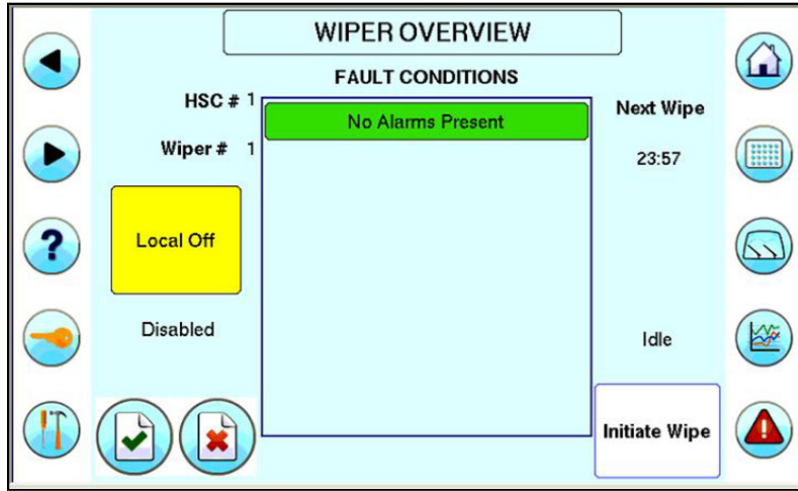 WIPER OVERVIEW
FAULT CONDITIONS
HSC # 1
No Alarms Present
Next Wipe
Wiper # 1
23:57
?
Local Off
Disabled
Idle
Initiate Wipe